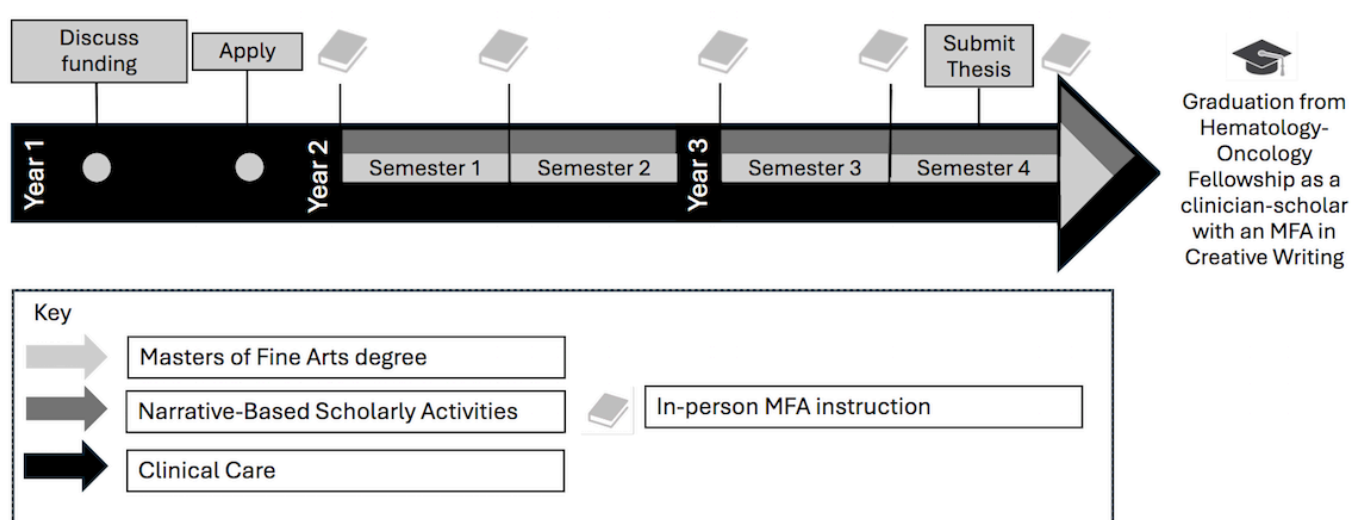 Discuss
funding
Apply
Submit
Thesis
Year 1
Year 2
Semester 1
Semester 2
Year 3
Semester 3
Semester 4
Graduation from
Hematology-
Oncology
Fellowship as a
clinician-scholar
with an MFA in
Creative Writing
Key
Masters of Fine Arts degree
Narrative-Based Scholarly Activities
In-person MFA instruction
Clinical Care